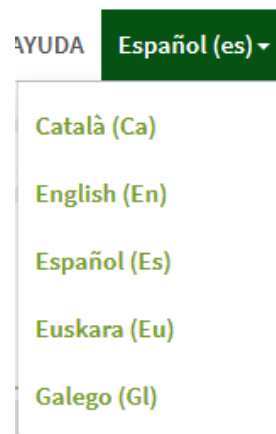 AYUDA Español (es)
Català (Ca)
English (En)
Español (Es)
Euskara (Eu)
Galego (Gl)